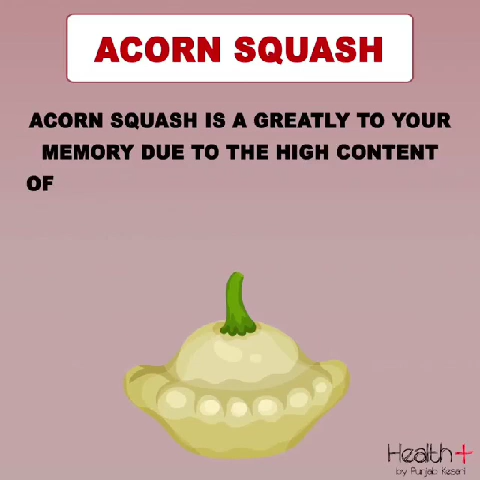 ACORN SQUASH
ACORN SQUASH IS A GREATLY TO YOUR
MEMORY DUE TO THE HIGH CONTENT
OF
Health+
by Punjab Kesari